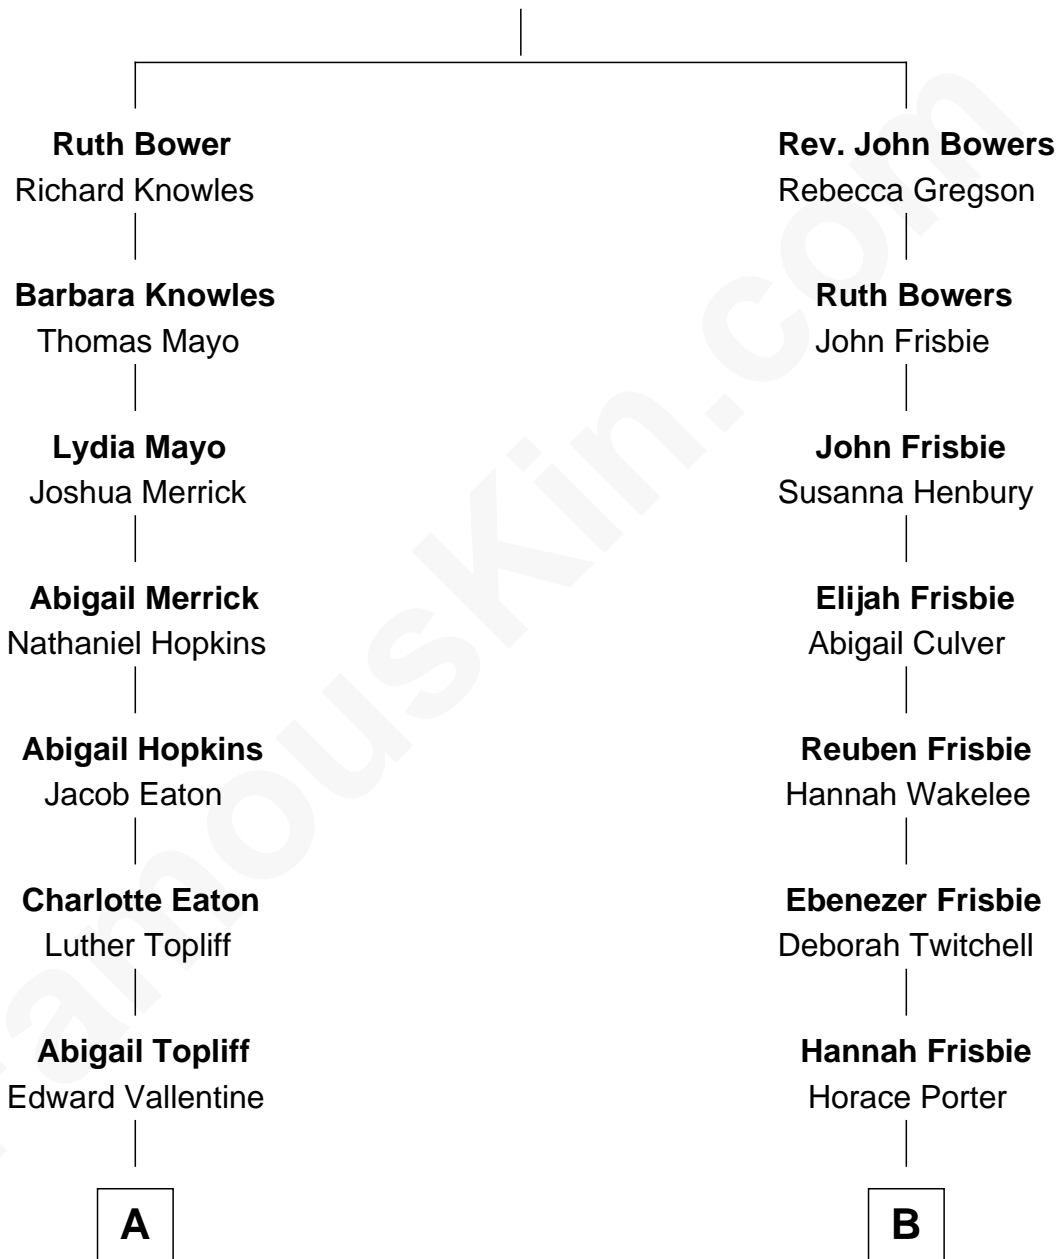 Ruth Bower
Richard Knowles
Barbara Knowles
Thomas Mayo
Lydia Mayo
Joshua Merrick
Abigail Merrick
Nathaniel Hopkins
Abigail Hopkins
Jacob Eaton
Charlotte Eaton
Luther Topliff
Abigail Topliff
Edward Vallentine
A
Rev. John Bowers
Rebecca Gregson
Ruth Bowers
John Frisbie
John Frisbie
Susanna Henbury
Elijah Frisbie
Abigail Culver
Reuben Frisbie
Hannah Wakelee
Ebenezer Frisbie
Deborah Twitchell
Hannah Frisbie
Horace Porter
B
FamousKin.com